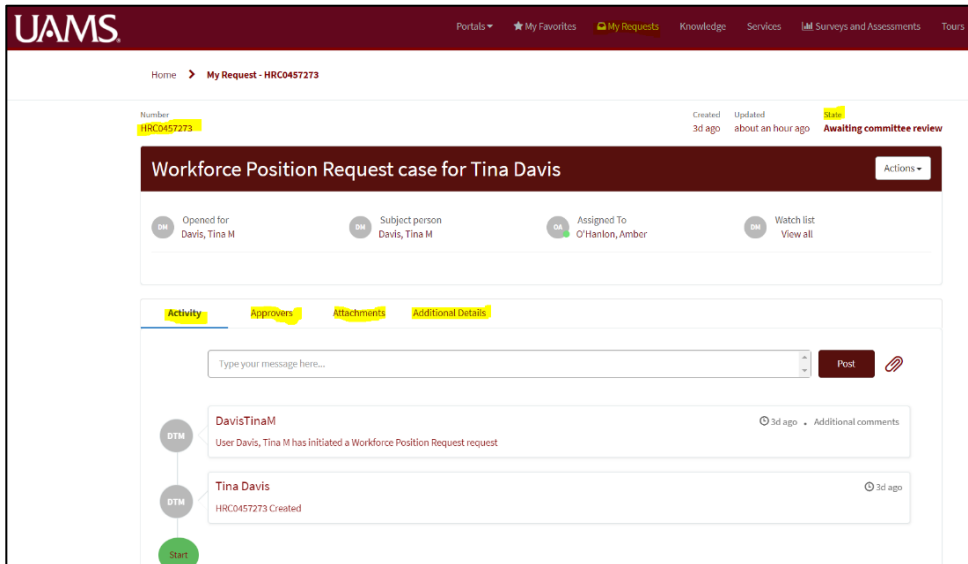 UAMS
Portals My Favorites My Requests Knowledge Services Surveys and Assessments Tours
Home > My Request - HRC0457273
Number Created Updated State
HRC0457273 3d ago about an hour ago Awaiting committee review
Workforce Position Request case for Tina Davis Actions
DM Opened for DM Subject person OA Assigned To DM Watch list
Davis, Tina M Davis, Tina M O'Hanlon, Amber View all
Activity Approvers Attachments Additional Details
Type your message here... Post
DTM DavisTinaM 3d ago • Additional comments
User Davis, Tina M has initiated a Workforce Position Request request
DTM Tina Davis 3d ago
HRC0457273 Created
Start